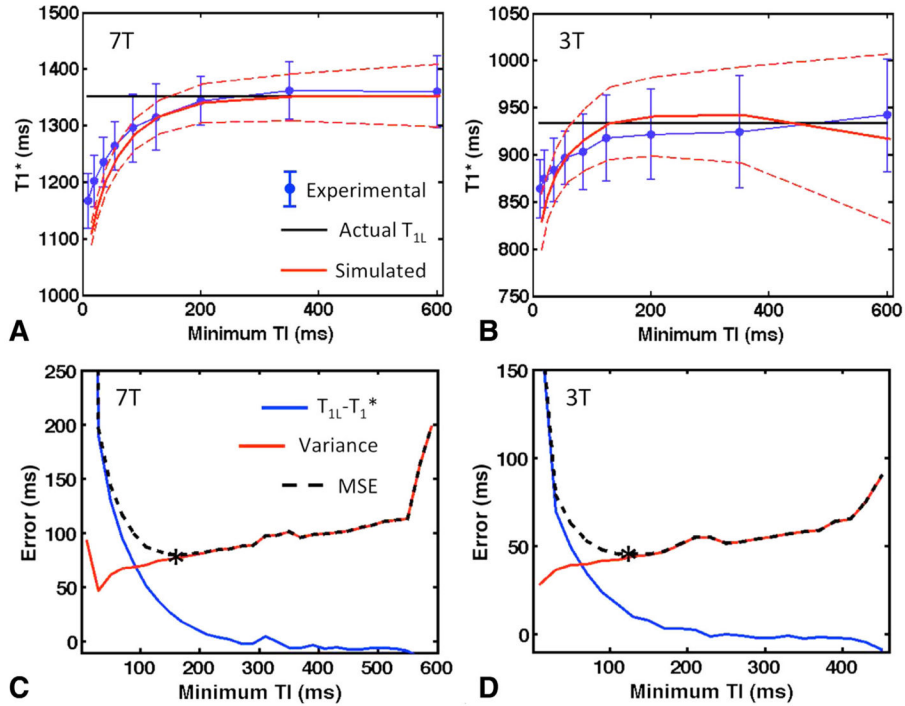 7T
T1* (ms)
1500
1400
1300
1200
1100
1000
0
200
400
600
Minimum TI (ms)
Experimental
Actual T1L
Simulated
A
3T
T1* (ms)
1050
1000
950
900
850
800
750
0
200
400
600
Minimum TI (ms)
B
7T
Error (ms)
250
200
150
100
50
0
100
200
300
400
500
600
Minimum TI (ms)
T1L-T1*
Variance
MSE
*
C
3T
Error (ms)
150
100
50
0
100
200
300
400
Minimum TI (ms)
*
D